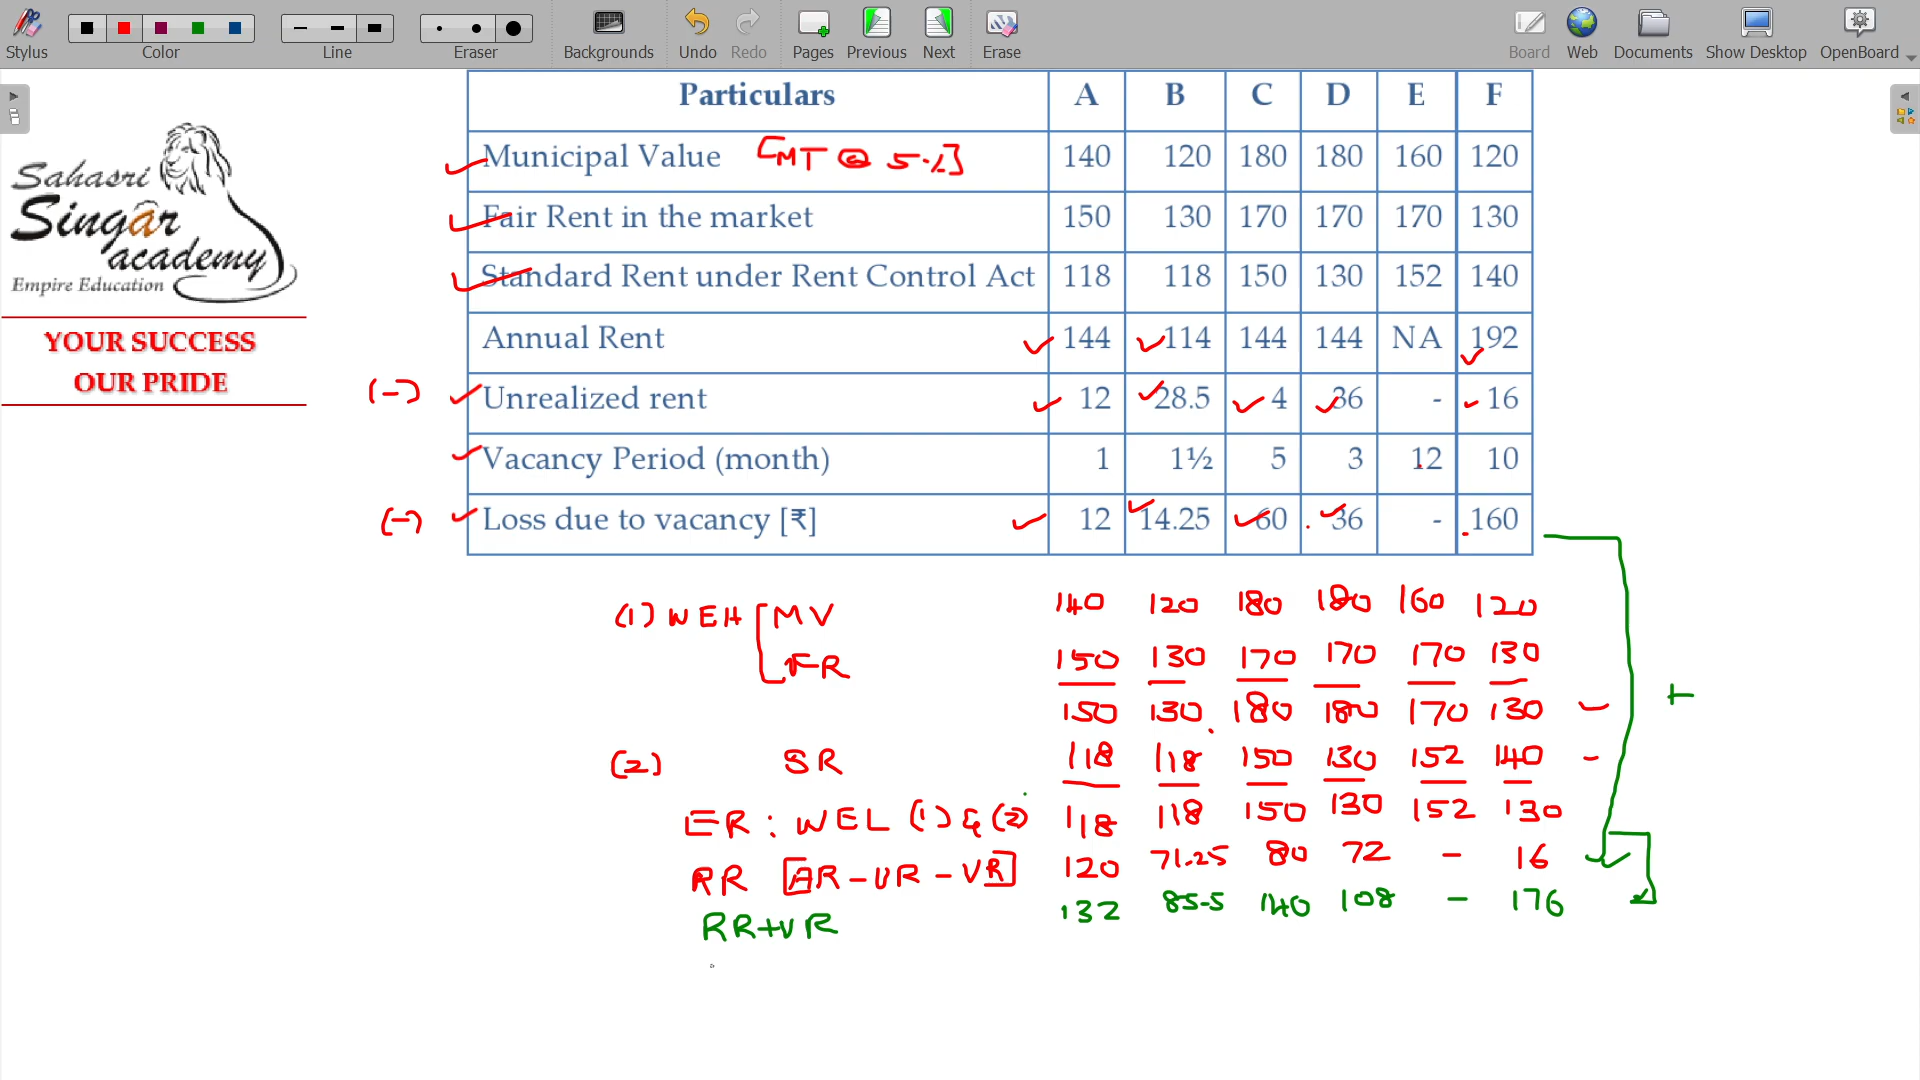 Stylus Color Line Eraser Backgrounds Undo Redo Pages Previous Next Erase Board Web Documents Show Desktop OpenBoard
Sahasri
Singâr
academy
Empire Education
YOUR SUCCESS
OUR PRIDE
Particulars A B C D E F
Municipal Value [MT @ 5%] 140 120 180 180 160 120
Fair Rent in the market 150 130 170 170 170 130
Standard Rent under Rent Control Act 118 118 150 130 152 140
Annual Rent 144 114 144 144 NA 192
(-) Unrealized rent 12 28.5 4 36 - 16
Vacancy Period (month) 1 1½ 5 3 12 10
(-) Loss due to vacancy [₹] 12 14.25 60 36 - 160
(1) WEH [MV 140 120 180 180 160 120
FR 150 130 170 170 170 130
150 130 180 180 170 130 -
(2) SR 118 118 150 130 152 140 -
ER : WEL (1) & (2) 118 118 150 130 152 130
RR [AR - UR - VR] 120 71.25 80 72 - 16
RR+VR 132 85.5 140 108 - 176